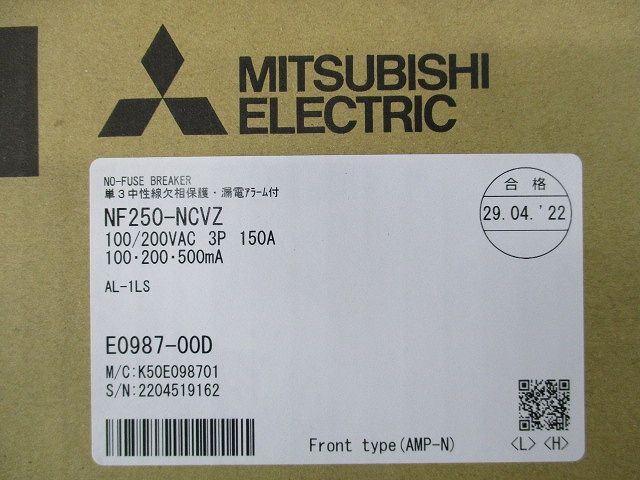 MITSUBISHI
ELECTRIC
NO-FUSE BREAKER
単3中性線欠相保護・漏電ｱﾗｰﾑ付
NF250-NCVZ
100/200VAC 3P 150A
100・200・500mA
AL-1LS
合格
29.04.'22
E0987-00D
M/C:K50E098701
S/N:2204519162
Front type(AMP-N)
<L> <H>